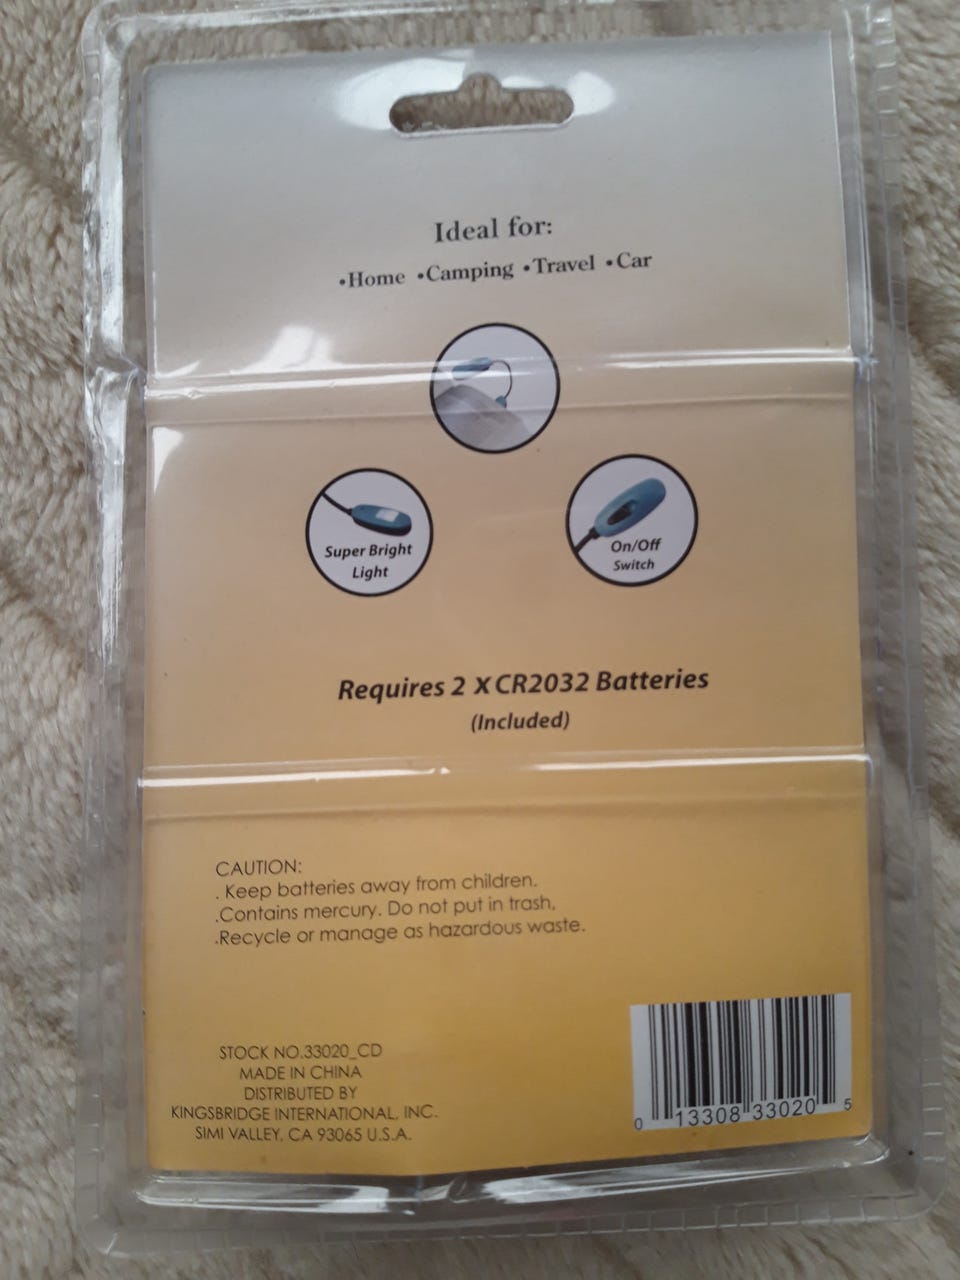 Ideal for:
•Home •Camping •Travel •Car
Super Bright
Light
On/Off
Switch
Requires 2 X CR2032 Batteries
(Included)
CAUTION:
. Keep batteries away from children.
.Contains mercury. Do not put in trash,
.Recycle or manage as hazardous waste.
STOCK NO.33020_CD
MADE IN CHINA
DISTRIBUTED BY
KINGSBRIDGE INTERNATIONAL, INC.
SIMI VALLEY, CA 93065 U.S.A.
0 13308 33020 5